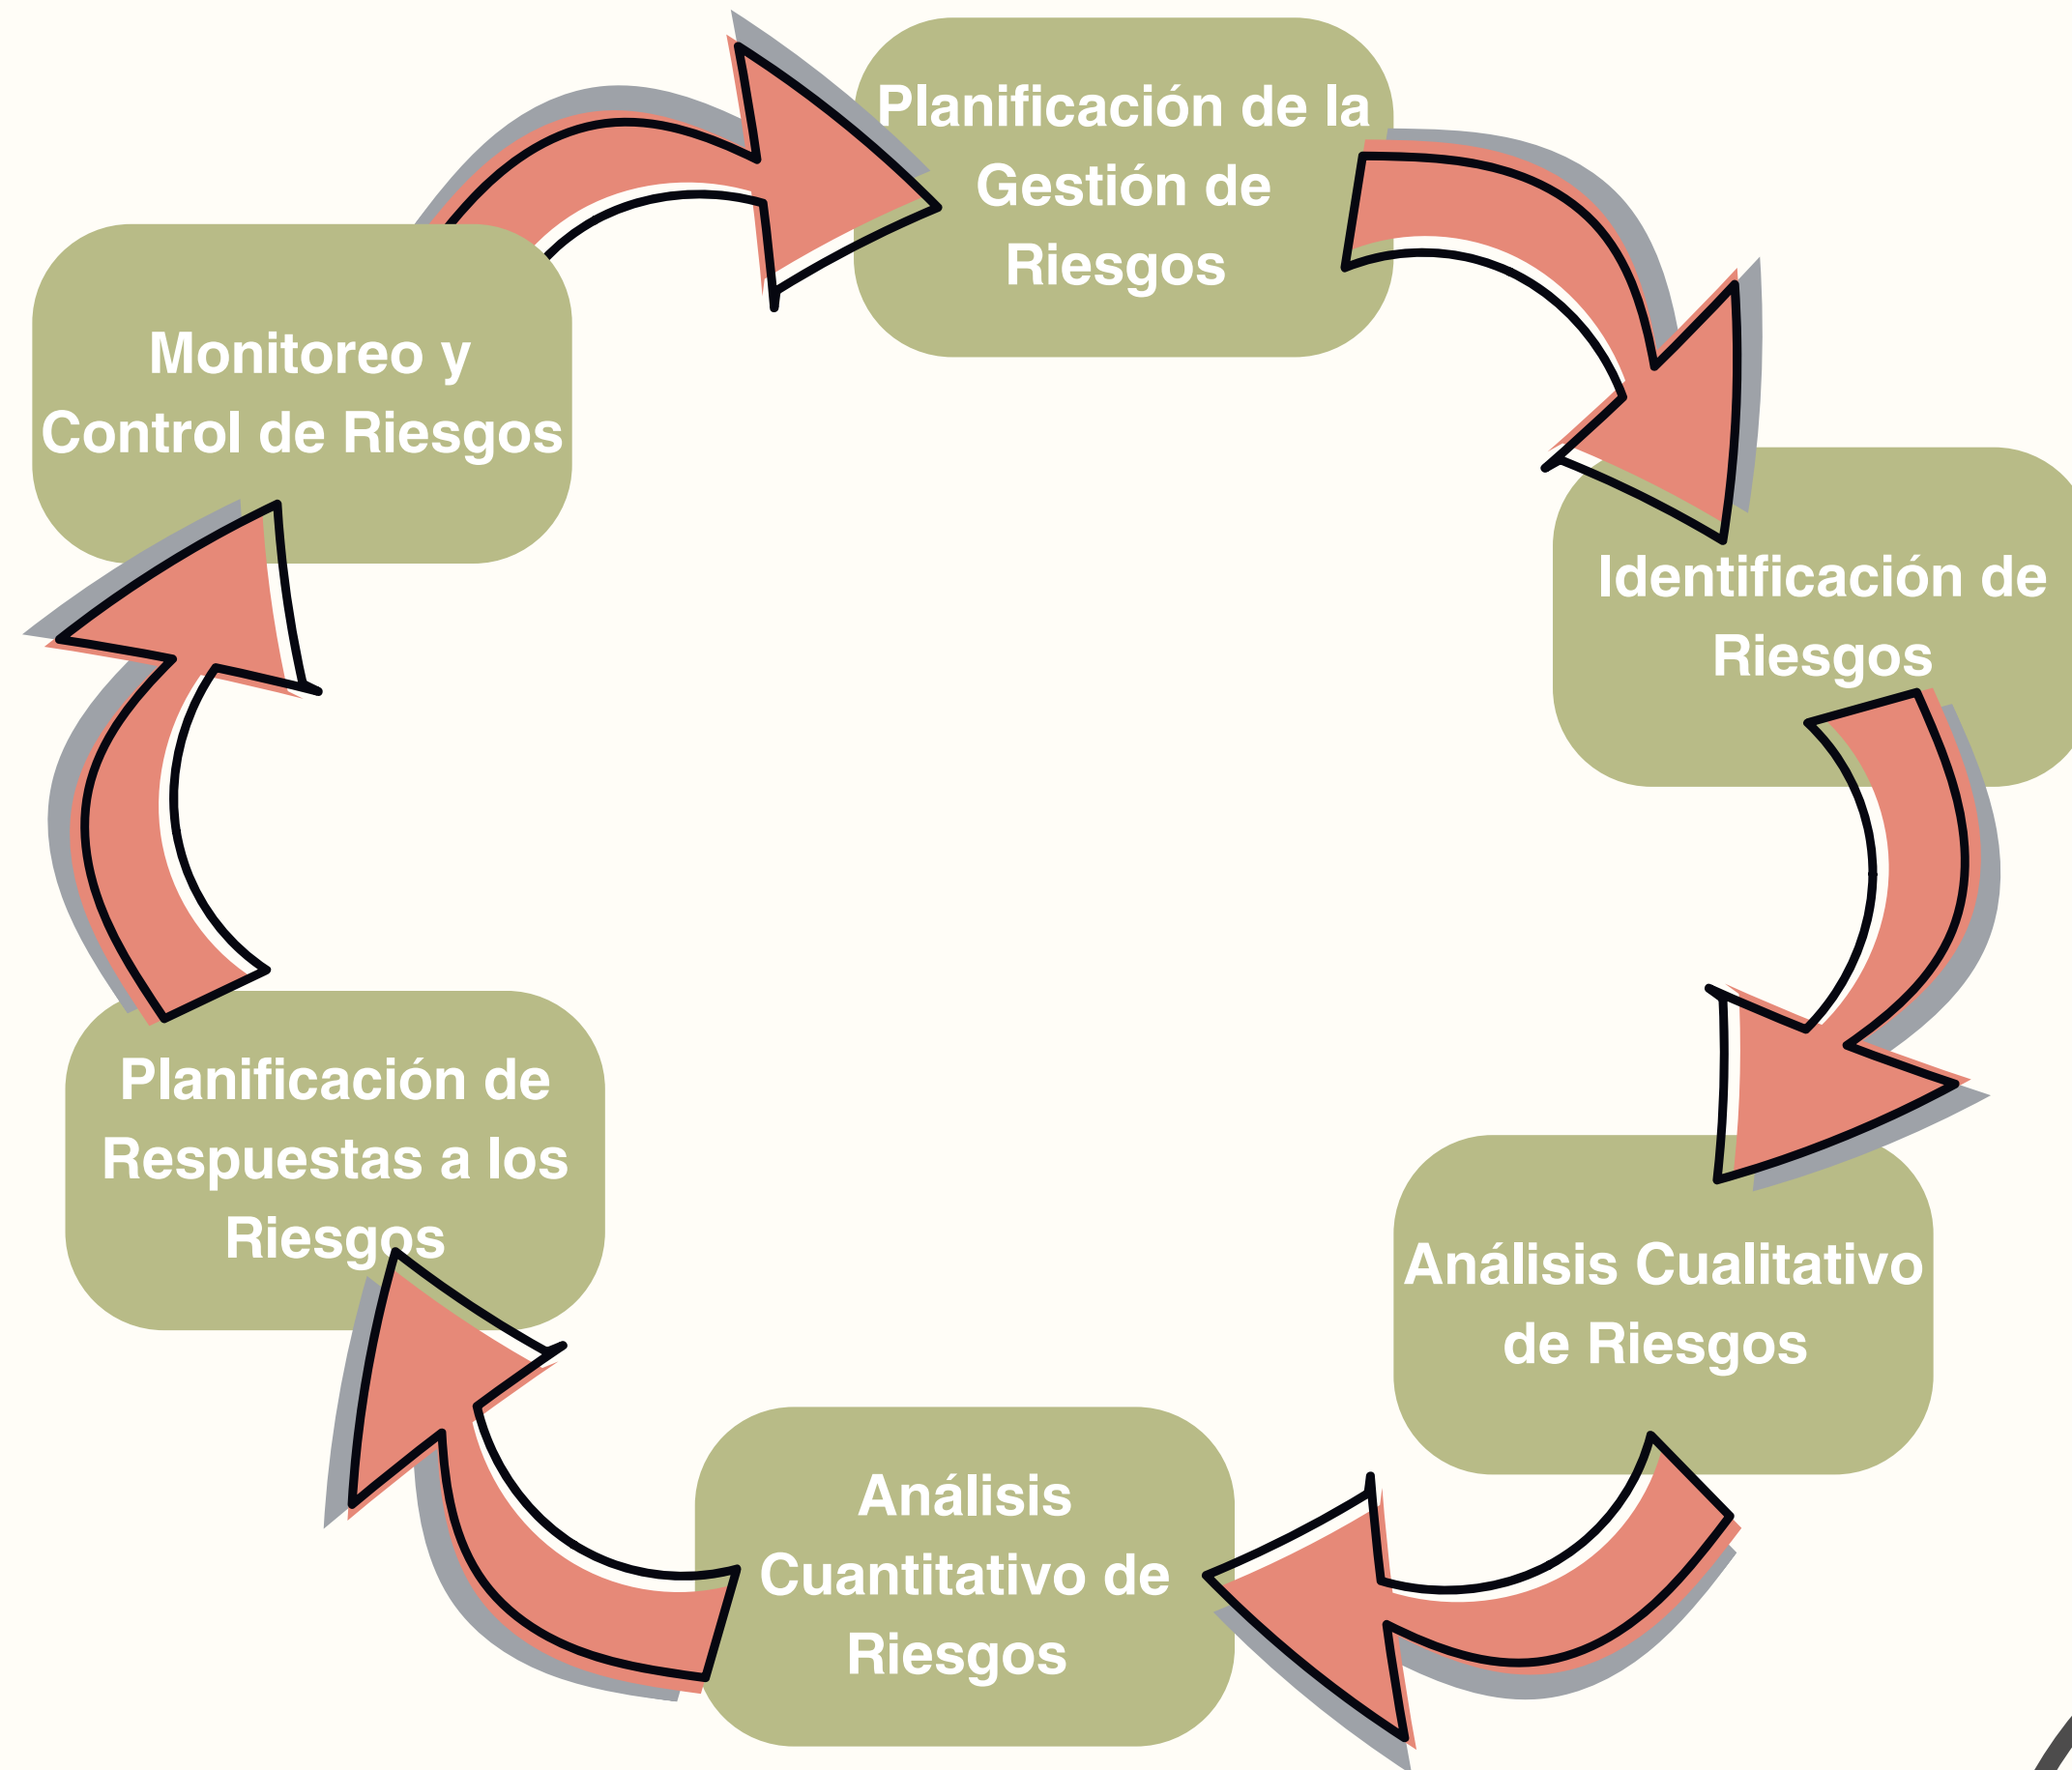 Planificación de la
Gestión de
Riesgos
Identificación de
Riesgos
Análisis Cualitativo
de Riesgos
Análisis
Cuantitativo de
Riesgos
Planificación de
Respuestas a los
Riesgos
Monitoreo y
Control de Riesgos